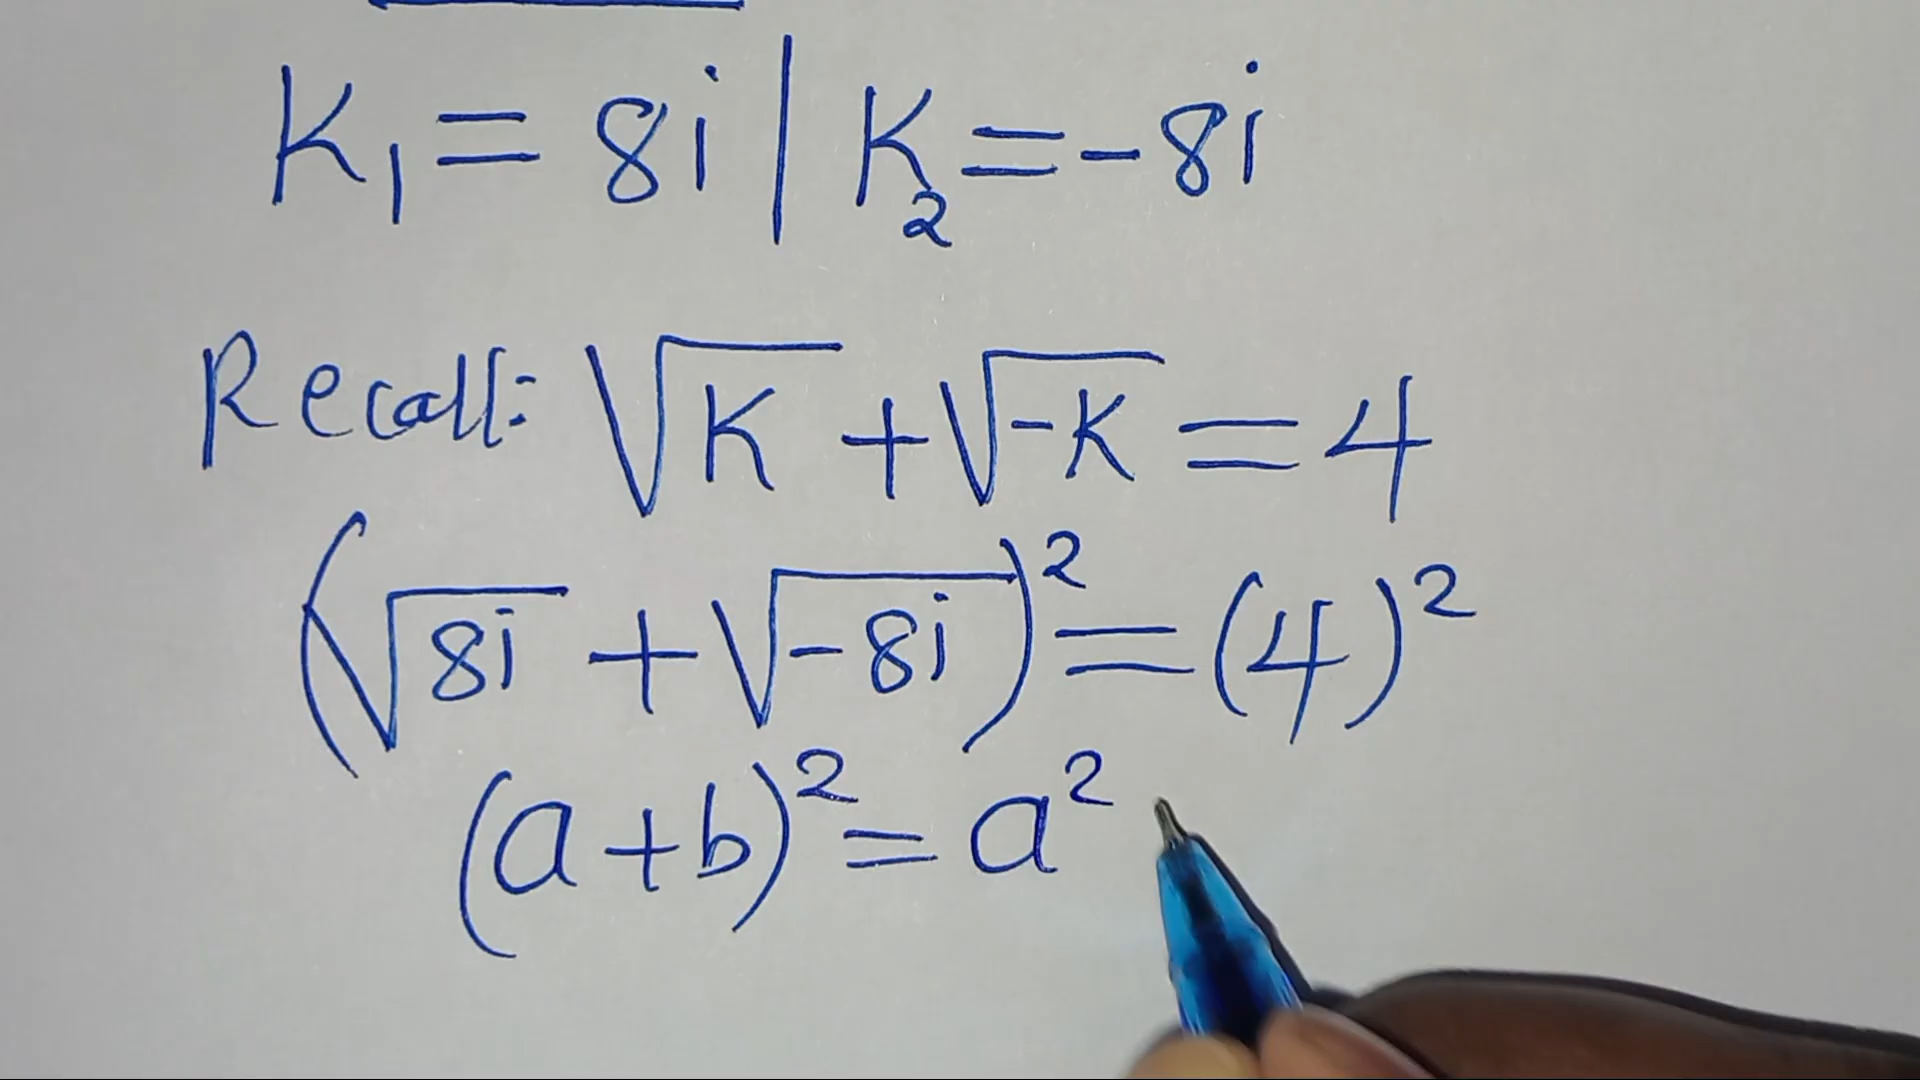 K₁ = 8i | K₂ = -8i
Recall: √K + √-K = 4
(√8i + √-8i)² = (4)²
(a + b)² = a²